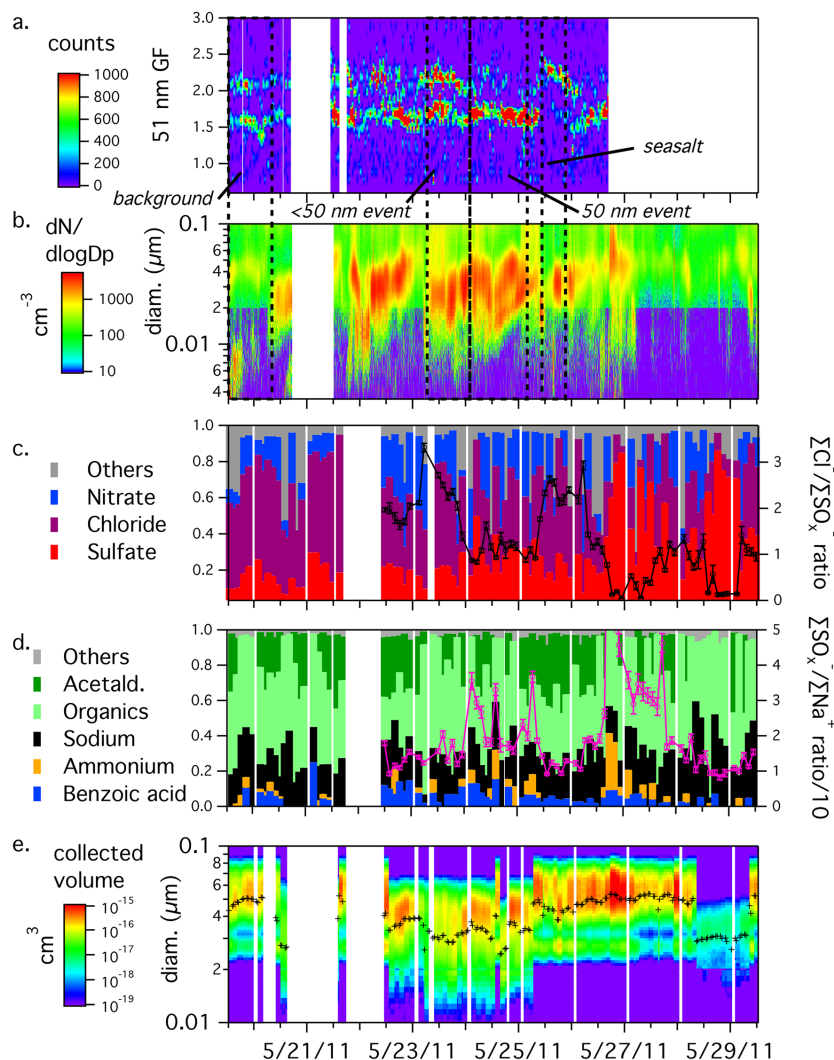 a.
counts
1000
800
600
400
200
0
51 nm GF
3.0
2.5
2.0
1.5
1.0
background
<50 nm event
50 nm event
seasalt
b.
dN/
dlogDp
cm⁻³
1000
100
10
diam. (µm)
0.1
6
4
2
0.01
6
4
c.
Others
Nitrate
Chloride
Sulfate
1.0
0.8
0.6
0.4
0.2
3
2
1
0
ΣCl⁻/ΣSOₓ⁻
ratio
d.
Others
Acetald.
Organics
Sodium
Ammonium
Benzoic acid
1.0
0.8
0.6
0.4
0.2
0.0
5
4
3
2
1
0
ΣSOₓ⁻
/ΣNa⁺ ratio/10
e.
collected
volume
cm³
10⁻¹⁵
10⁻¹⁶
10⁻¹⁷
10⁻¹⁸
10⁻¹⁹
diam. (µm)
0.1
8
6
4
2
0.01
5/21/11
5/23/11
5/25/11
5/27/11
5/29/11